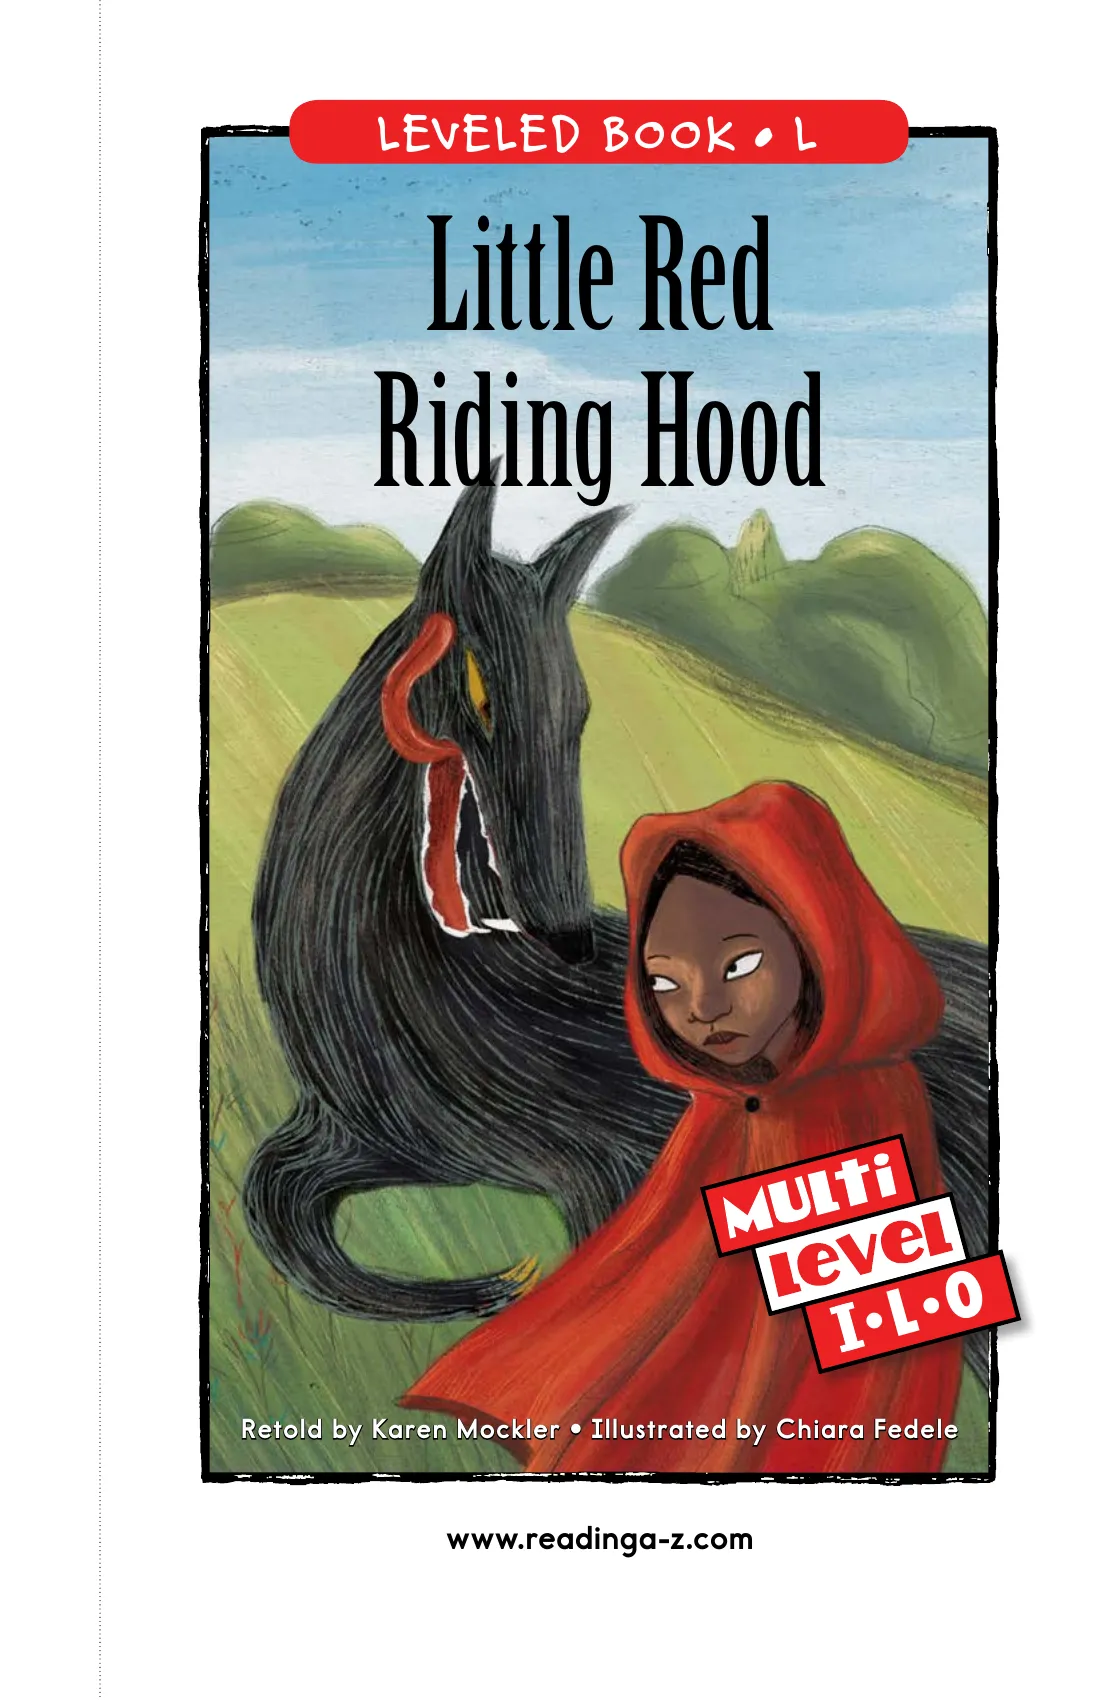 LEVELED BOOK • L
Little Red
Riding Hood
MULti
level
I•L•O
Retold by Karen Mockler • Illustrated by Chiara Fedele
www.readinga-z.com